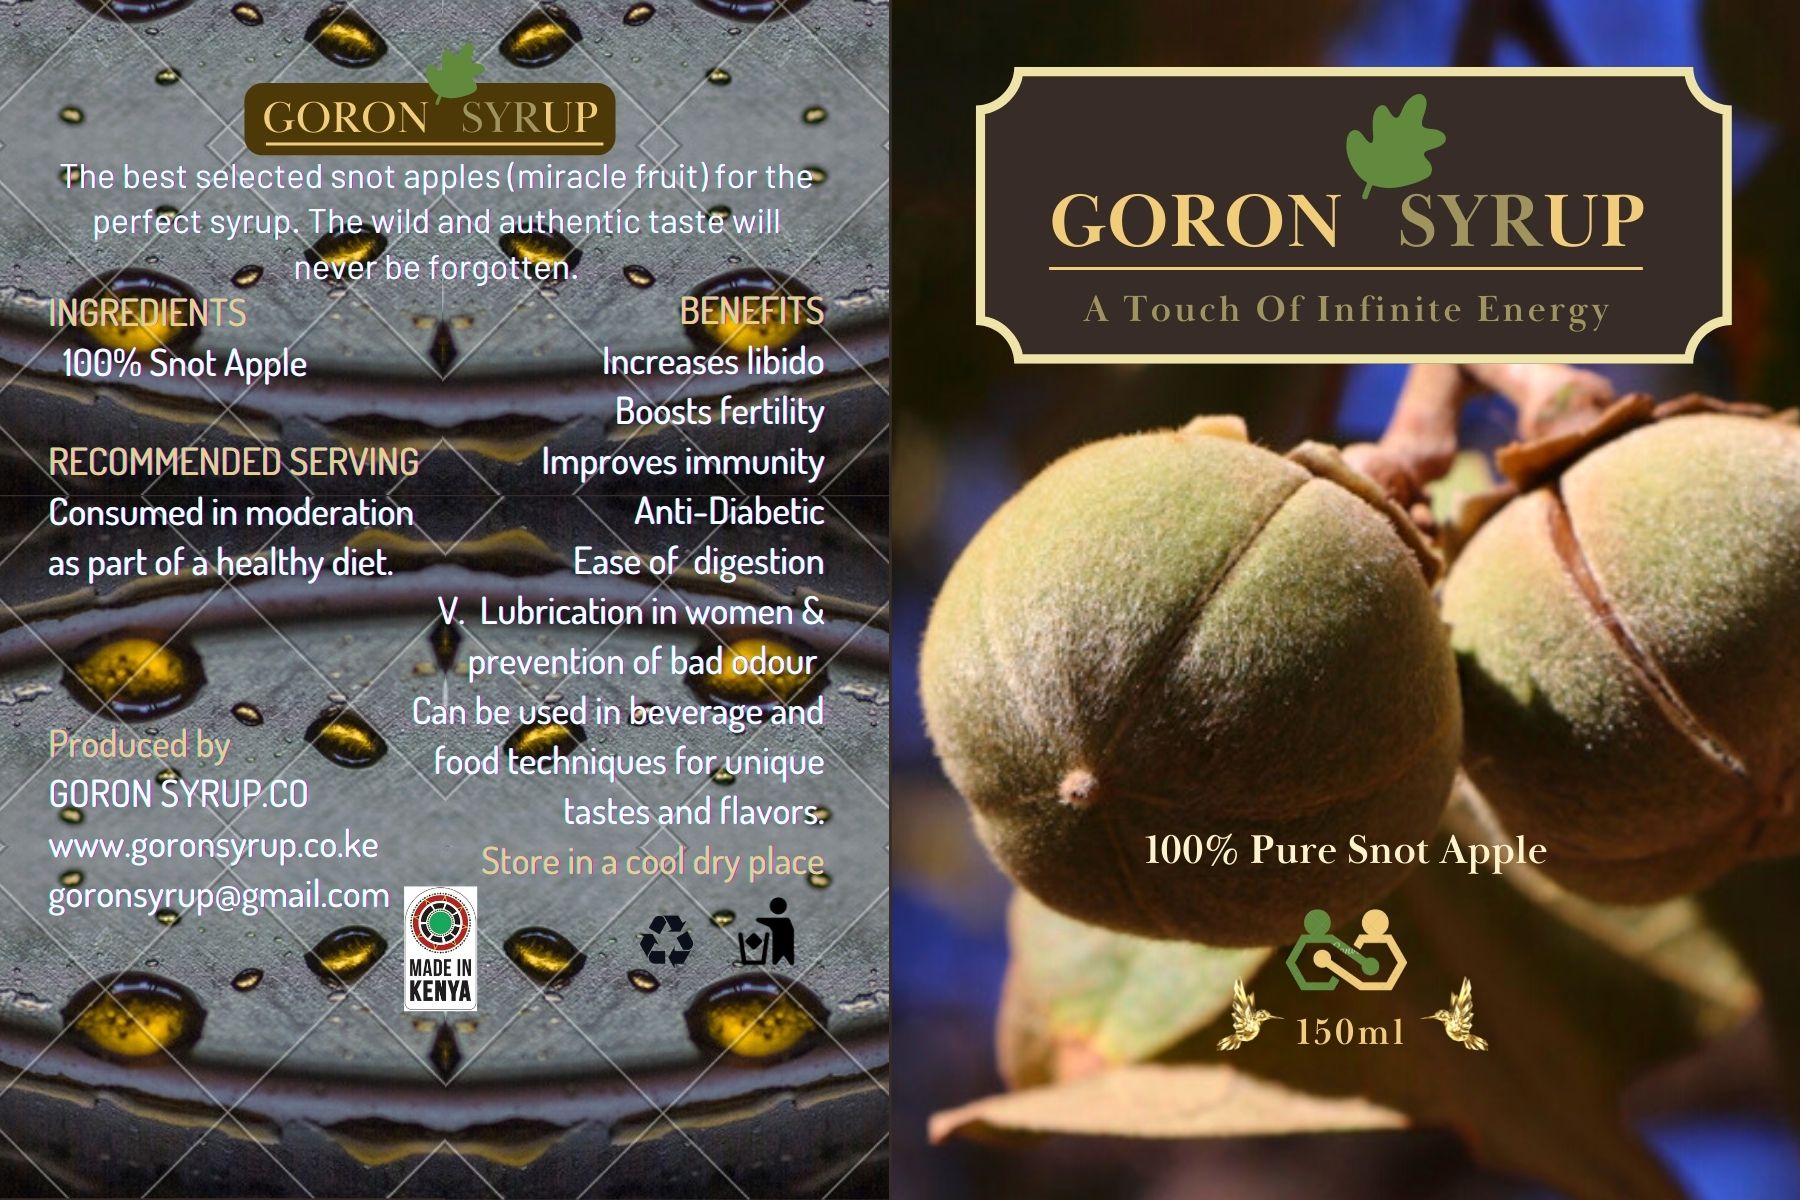 GORON SYRUP
The best selected snot apples (miracle fruit) for the
perfect syrup. The wild and authentic taste will
never be forgotten.
INGREDIENTS
100% Snot Apple
RECOMMENDED SERVING
Consumed in moderation
as part of a healthy diet.
Produced by
GORON SYRUP.CO
www.goronsyrup.co.ke
goronsyrup@gmail.com
BENEFITS
Increases libido
Boosts fertility
Improves immunity
Anti-Diabetic
Ease of digestion
V. Lubrication in women &
prevention of bad odour
Can be used in beverage and
food techniques for unique
tastes and flavors.
Store in a cool dry place
MADE IN
KENYA
GORON SYRUP
A Touch Of Infinite Energy
100% Pure Snot Apple
150ml